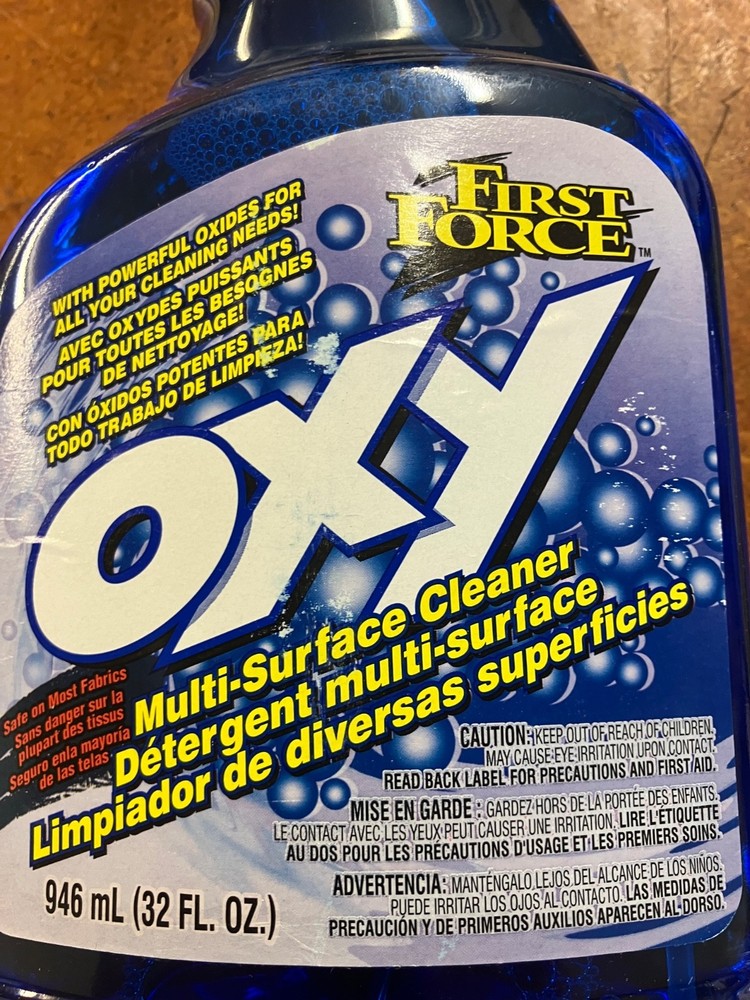 FIRST
FORCE™
WITH POWERFUL OXIDES FOR
ALL YOUR CLEANING NEEDS!
AVEC OXYDES PUISSANTS
POUR TOUTES LES BESOGNES
DE NETTOYAGE!
CON ÓXIDOS POTENTES PARA
TODO TRABAJO DE LIMPIEZA!
OXY
Multi-Surface Cleaner
Détergent multi-surface
Limpiador de diversas superficies
Safe on Most Fabrics
Sans danger sur la
plupart des tissus
Seguro enla mayoría
de las telas
CAUTION: KEEP OUT OF REACH OF CHILDREN.
MAY CAUSE EYE IRRITATION UPON CONTACT.
READ BACK LABEL FOR PRECAUTIONS AND FIRST AID.
MISE EN GARDE : GARDEZ HORS DE LA PORTÉE DES ENFANTS.
LE CONTACT AVEC LES YEUX PEUT CAUSER UNE IRRITATION. LIRE L'ÉTIQUETTE
AU DOS POUR LES PRÉCAUTIONS D'USAGE ET LES PREMIERS SOINS.
ADVERTENCIA: MANTÉNGALO LEJOS DEL ALCANCE DE LOS NIÑOS.
PUEDE IRRITAR LOS OJOS AL CONTACTO. LAS MEDIDAS DE
PRECAUCIÓN Y DE PRIMEROS AUXILIOS APARECEN AL DORSO.
946 mL (32 FL. OZ.)